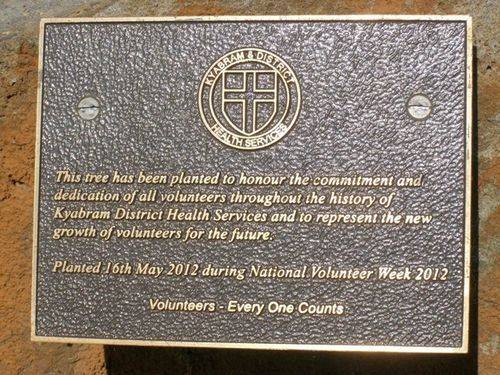 KYABRAM & DISTRICT
HEALTH SERVICES
This tree has been planted to honour the commitment and
dedication of all volunteers throughout the history of
Kyabram District Health Services and to represent the new
growth of volunteers for the future.
Planted 16th May 2012 during National Volunteer Week 2012
Volunteers - Every One Counts